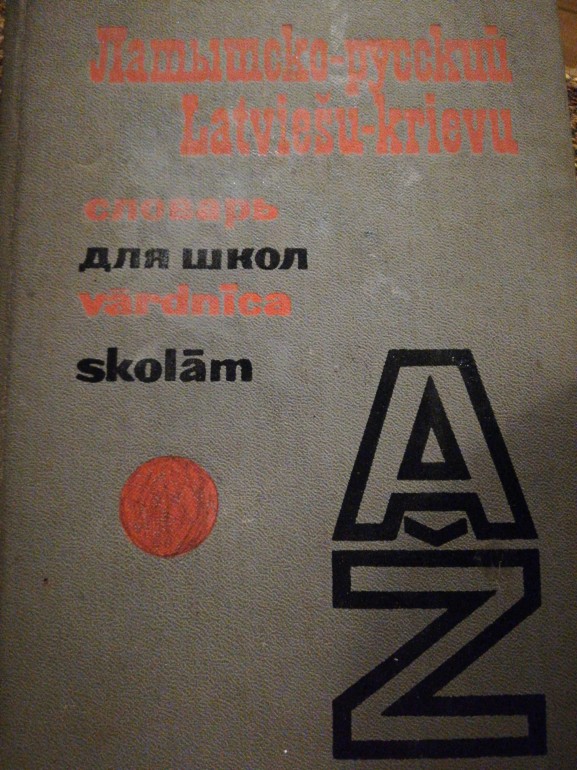 Латышско-русский
Latviešu-krievu
словарь
для школ
vārdnīca
skolām
A
Ž